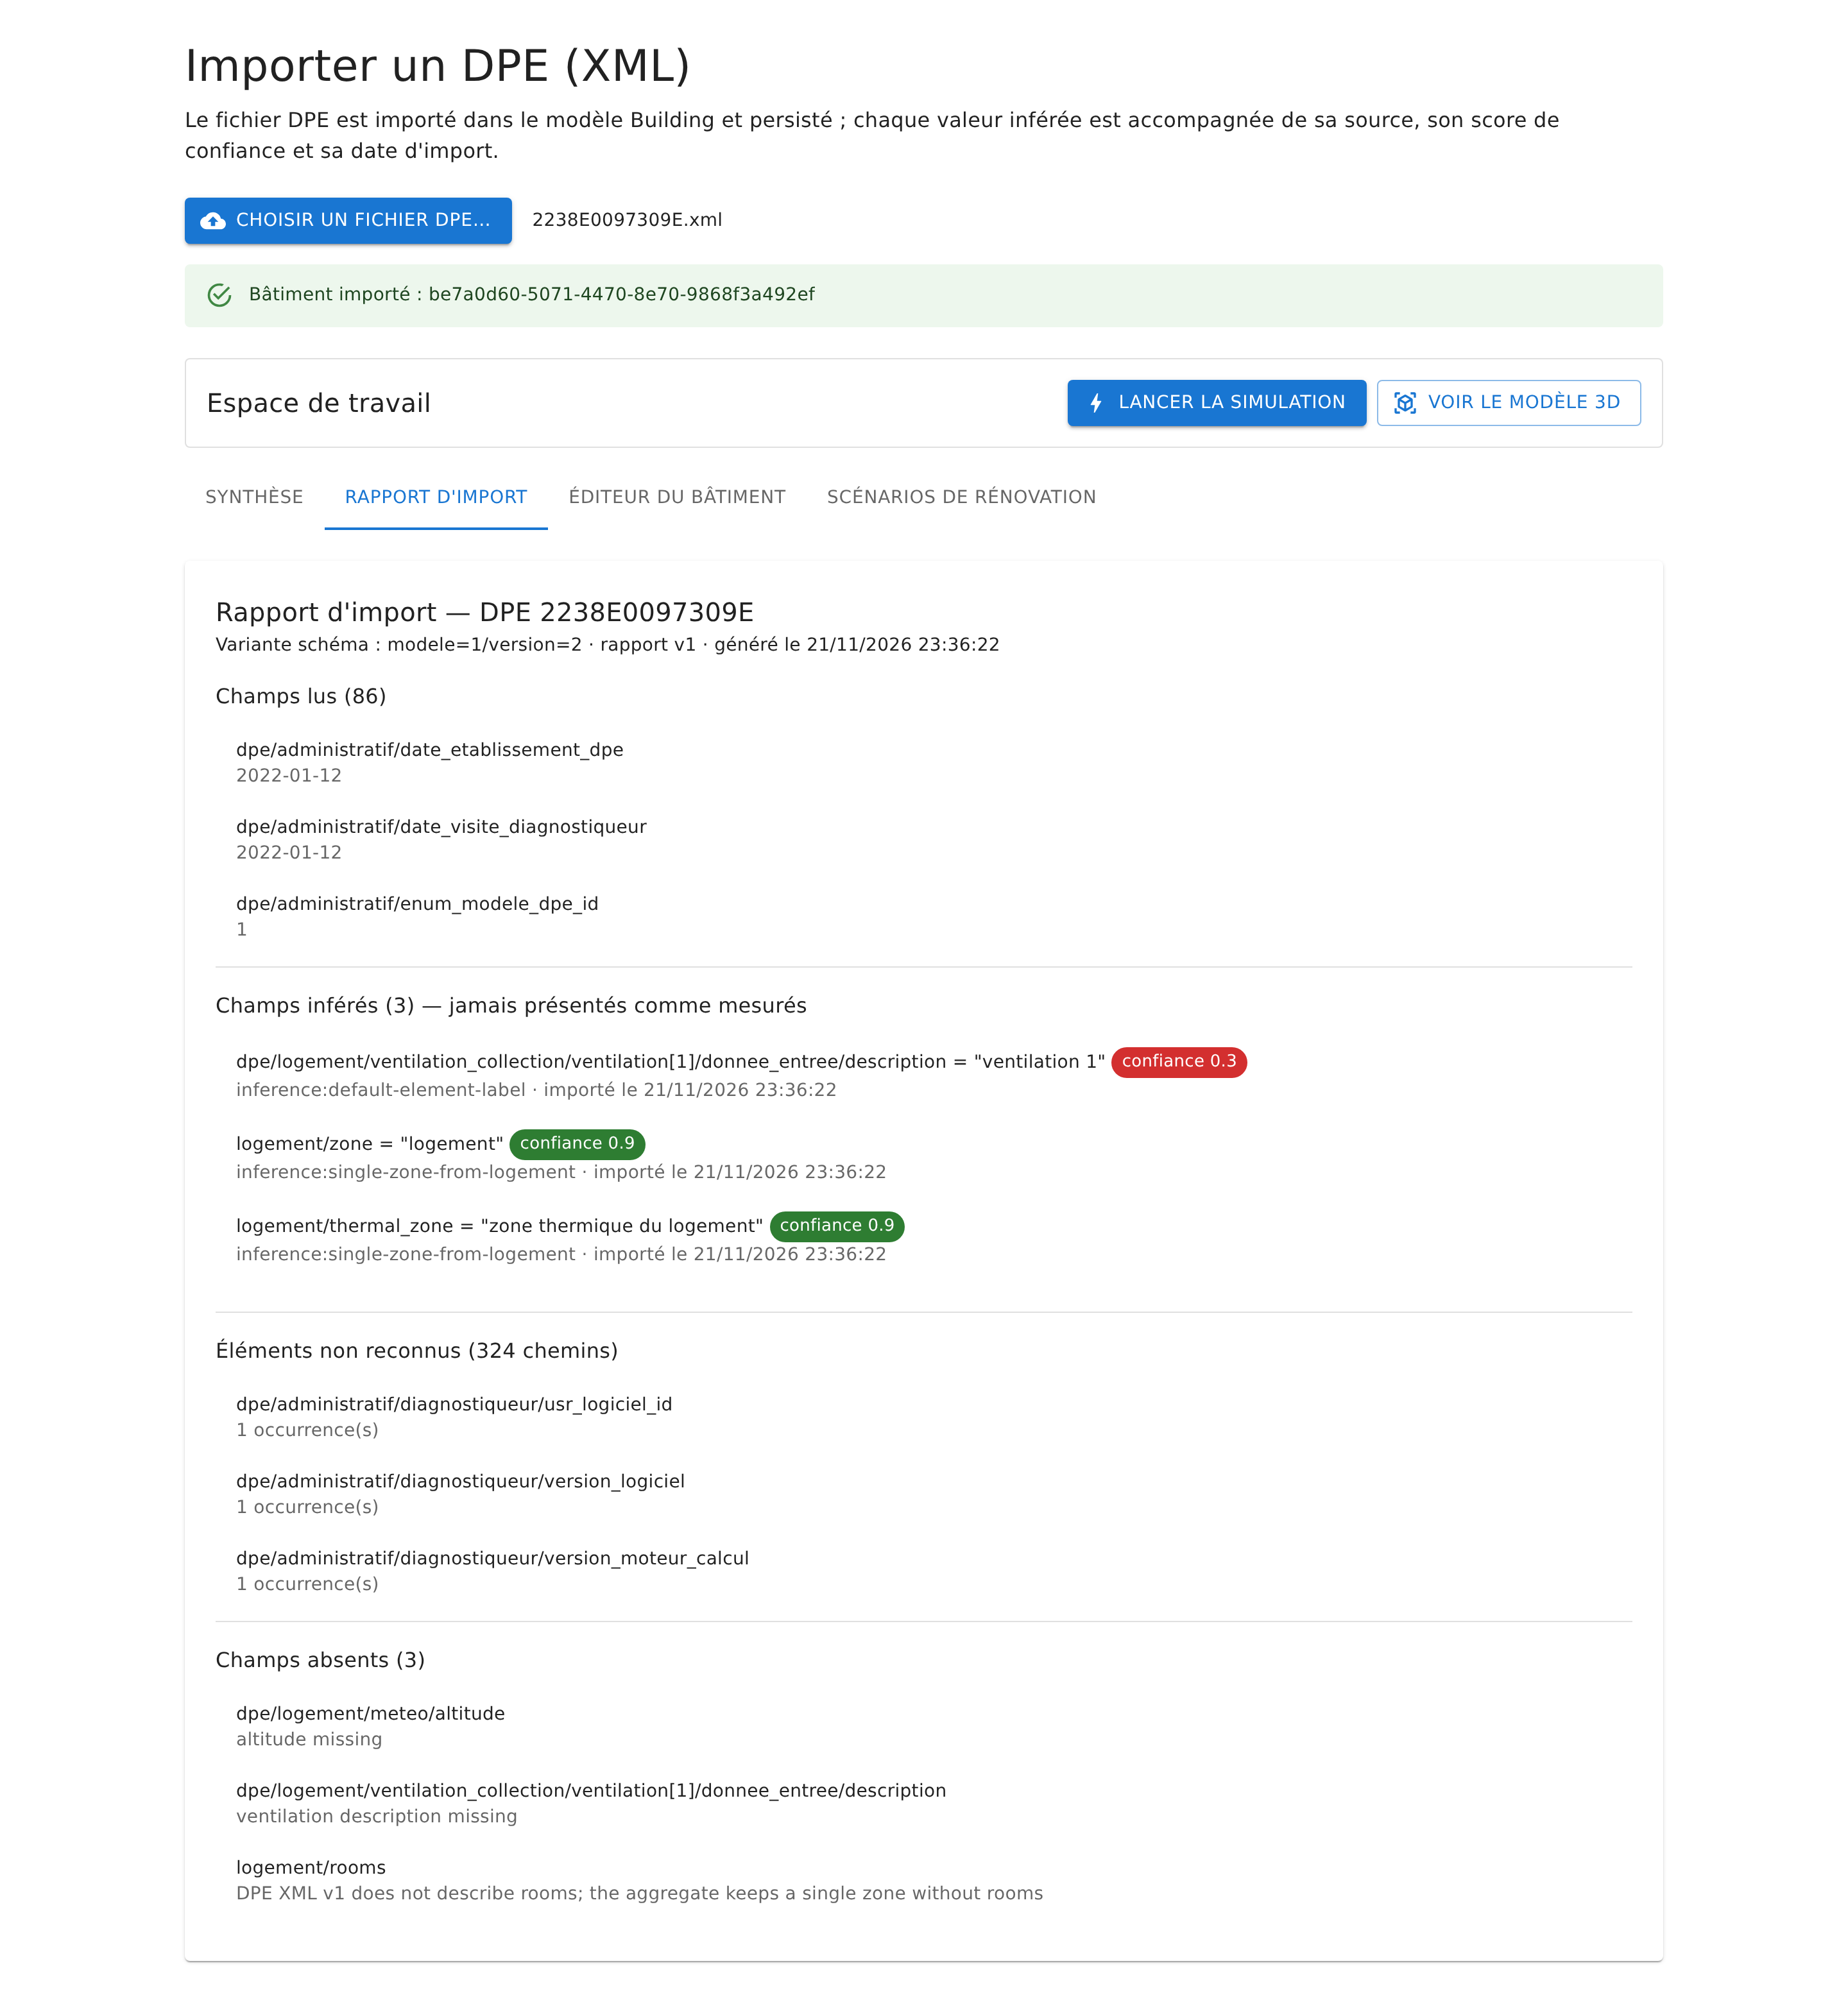 Importer un DPE (XML)
Le fichier DPE est importé dans le modèle Building et persisté ; chaque valeur inférée est accompagnée de sa source, son score de
confiance et sa date d'import.
CHOISIR UN FICHIER DPE...
2238E0097309E.xml
Bâtiment importé : be7a0d60-5071-4470-8e70-9868f3a492ef
Espace de travail
LANCER LA SIMULATION
VOIR LE MODÈLE 3D
SYNTHÈSE
RAPPORT D'IMPORT
ÉDITEUR DU BÂTIMENT
SCÉNARIOS DE RÉNOVATION
Rapport d'import — DPE 2238E0097309E
Variante schéma : modele=1/version=2 · rapport v1 · généré le 21/11/2026 23:36:22
Champs lus (86)
dpe/administratif/date_etablissement_dpe
2022-01-12
dpe/administratif/date_visite_diagnostiqueur
2022-01-12
dpe/administratif/enum_modele_dpe_id
1
Champs inférés (3) — jamais présentés comme mesurés
dpe/logement/ventilation_collection/ventilation[1]/donnee_entree/description = "ventilation 1" confiance 0.3
inference:default-element-label · importé le 21/11/2026 23:36:22
logement/zone = "logement" confiance 0.9
inference:single-zone-from-logement · importé le 21/11/2026 23:36:22
logement/thermal_zone = "zone thermique du logement" confiance 0.9
inference:single-zone-from-logement · importé le 21/11/2026 23:36:22
Éléments non reconnus (324 chemins)
dpe/administratif/diagnostiqueur/usr_logiciel_id
1 occurrence(s)
dpe/administratif/diagnostiqueur/version_logiciel
1 occurrence(s)
dpe/administratif/diagnostiqueur/version_moteur_calcul
1 occurrence(s)
Champs absents (3)
dpe/logement/meteo/altitude
altitude missing
dpe/logement/ventilation_collection/ventilation[1]/donnee_entree/description
ventilation description missing
logement/rooms
DPE XML v1 does not describe rooms; the aggregate keeps a single zone without rooms